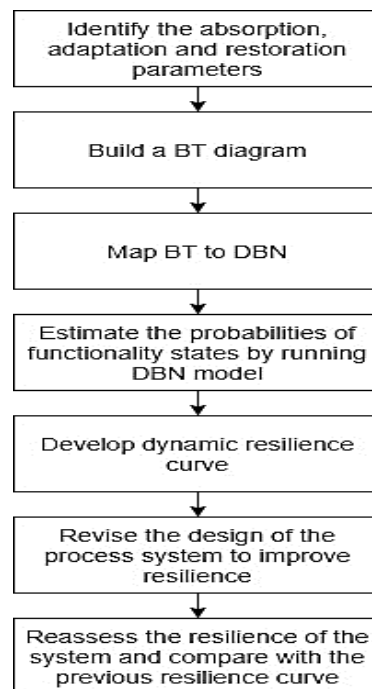 Identify the absorption,
adaptation and restoration
parameters
Build a BT diagram
Map BT to DBN
Estimate the probabilities of
functionality states by running
DBN model
Develop dynamic resilience
curve
Revise the design of the
process system to improve
resilience
Reassess the resilience of the
system and compare with the
previous resilience curve